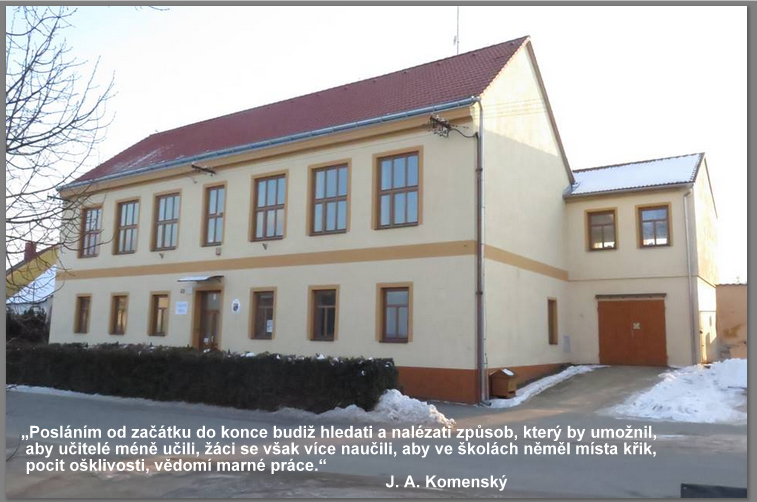 „Posláním od začátku do konce budiž hledati a nalézati způsob, který by umožnil,
aby učitelé méně učili, žáci se však více naučili, aby ve školách něměl místa křik,
pocit ošklivosti, vědomí marné práce.“
J. A. Komenský